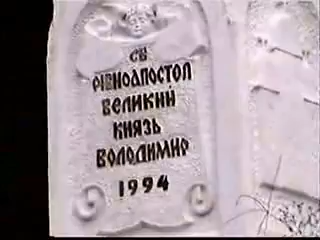 СВ
РІВНОАПОСТОЛ
ВЕЛИКИЙ
КНЯЗЬ
ВОЛОДИМИР
1994